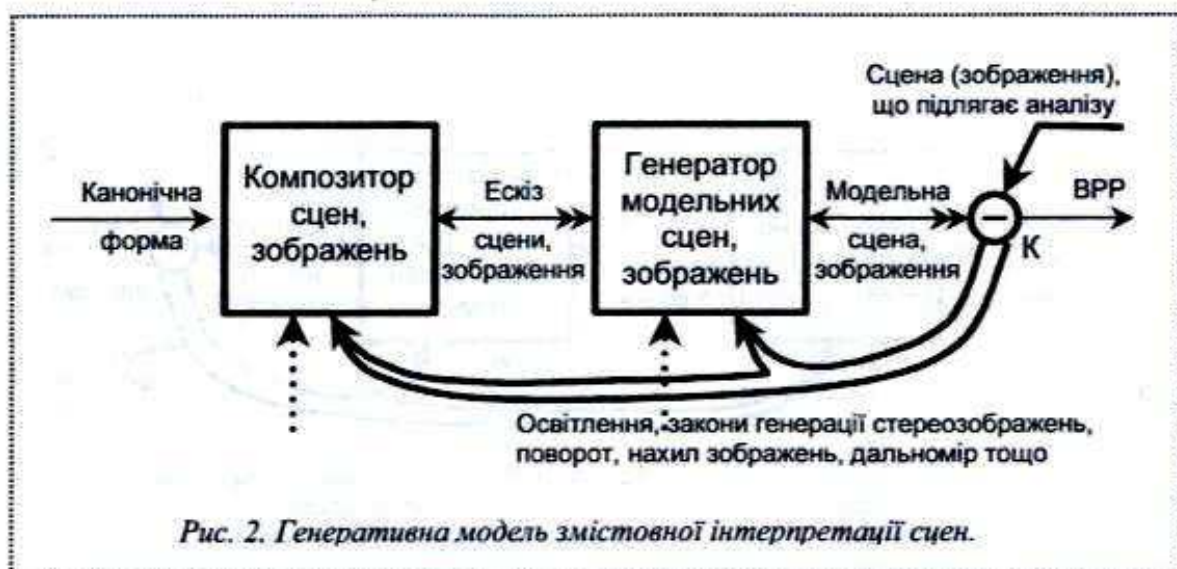 Сцена (зображення),
що підлягає аналізу
Канонічна
форма
Композитор
сцен,
зображень
Ескіз
сцени,
зображення
Генератор
модельних
сцен,
зображень
Модельна
сцена,
зображення
ВРР
К
Освітлення, закони генерації стереозображень,
поворот, нахил зображень, дальномір тощо
Рис. 2. Генеративна модель змістовної інтерпретації сцен.